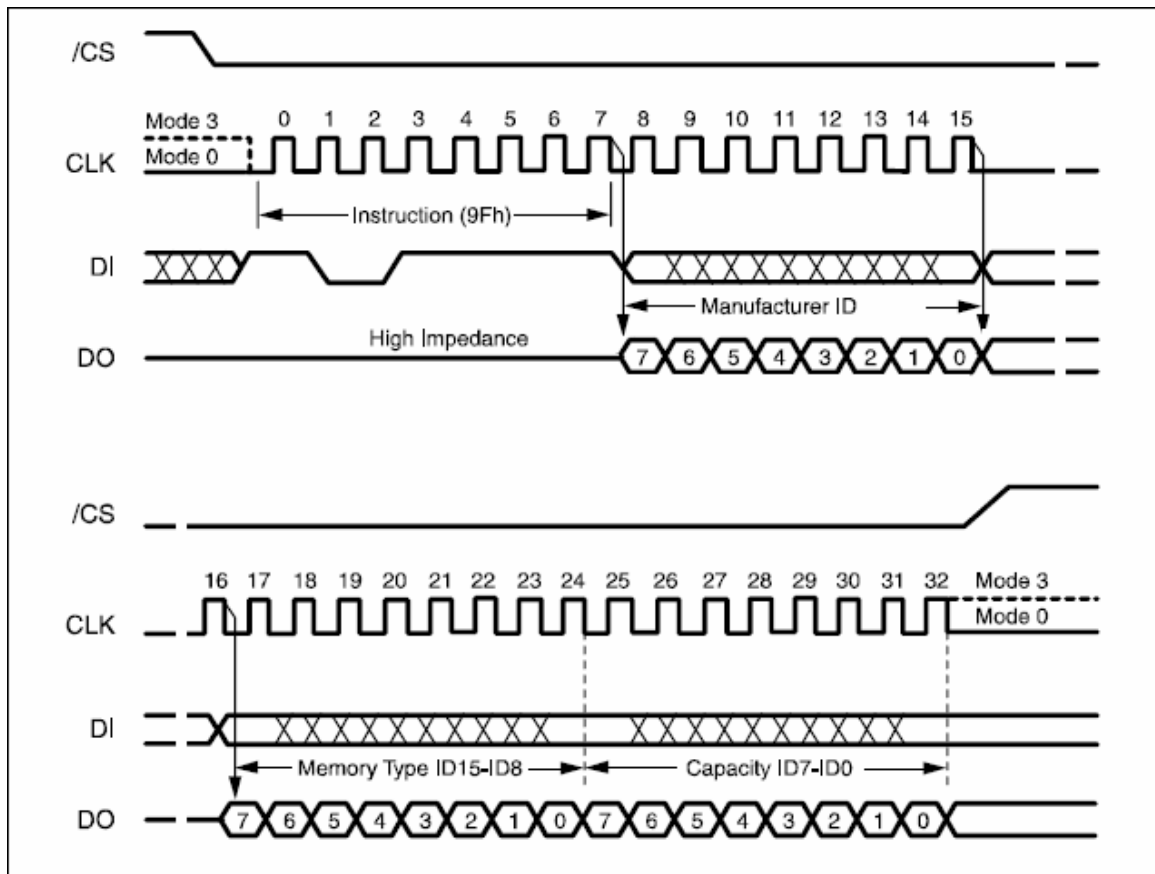 /CS
Mode 3 0 1 2 3 4 5 6 7 8 9 10 11 12 13 14 15
Mode 0
CLK
Instruction (9Fh)
DI
Manufacturer ID
High Impedance
DO 7 6 5 4 3 2 1 0
/CS
16 17 18 19 20 21 22 23 24 25 26 27 28 29 30 31 32 Mode 3
CLK Mode 0
DI
Memory Type ID15-ID8 Capacity ID7-ID0
DO 7 6 5 4 3 2 1 0 7 6 5 4 3 2 1 0